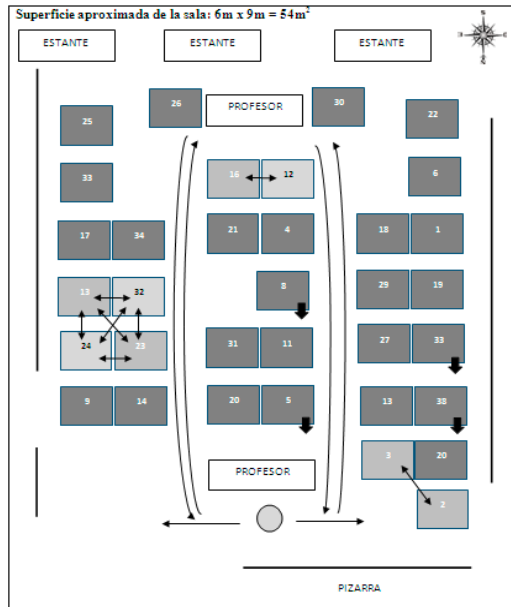 Superficie aproximada de la sala: 6m x 9m = 54m²
ESTANTE ESTANTE ESTANTE
26 PROFESOR 30
25 22
33 16 12 6
17 34 21 4 18 1
13 32 8 29 19
24 23 31 11 27 33
9 14 20 5 13 38
3 20
PROFESOR
2
PIZARRA